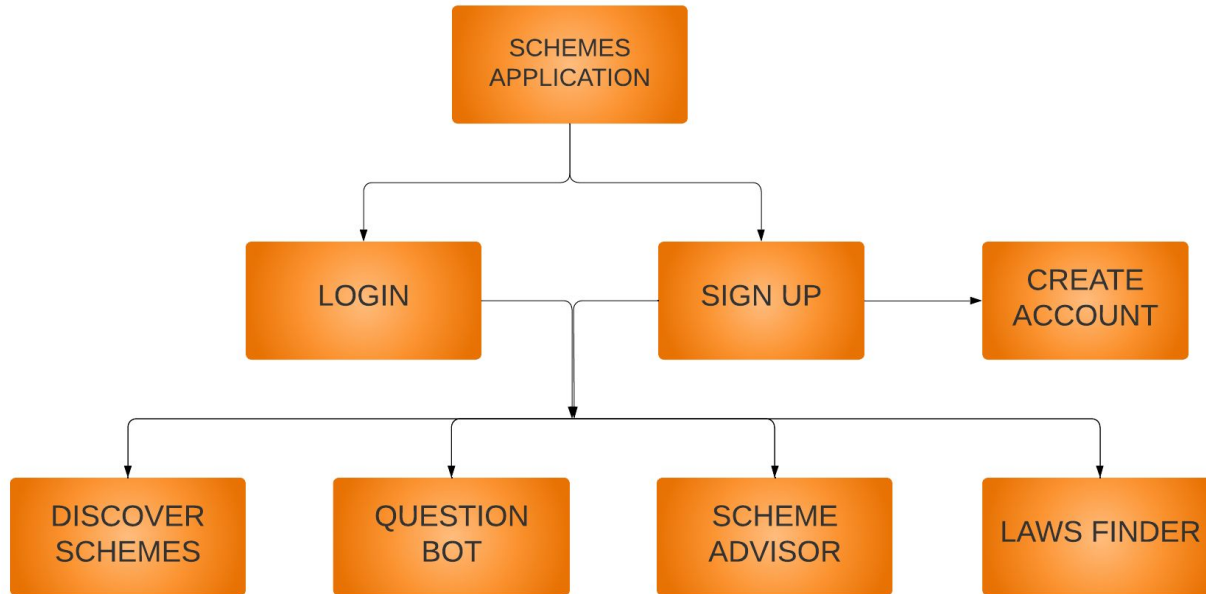 SCHEMES
APPLICATION
LOGIN
SIGN UP
CREATE
ACCOUNT
DISCOVER
SCHEMES
QUESTION
BOT
SCHEME
ADVISOR
LAWS FINDER